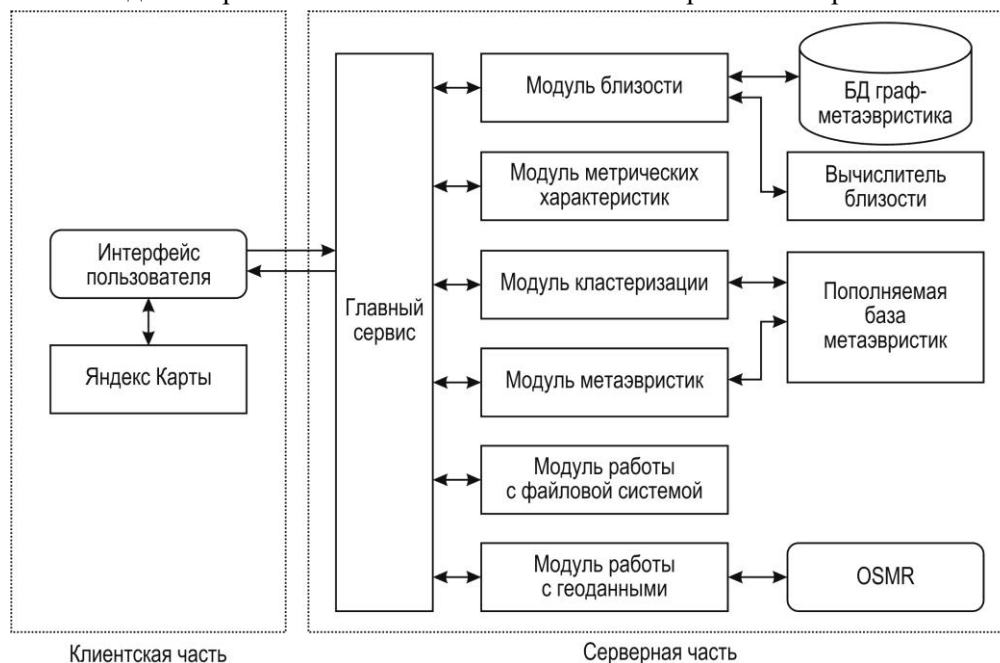 Интерфейс
пользователя
Яндекс Карты
Клиентская часть
Главный
сервис
Модуль близости
БД граф-
метаэвристика
Модуль метрических
характеристик
Вычислитель
близости
Модуль кластеризации
Пополняемая
база
метаэвристик
Модуль метаэвристик
Модуль работы
с файловой системой
Модуль работы
с геоданными
OSMR
Серверная часть